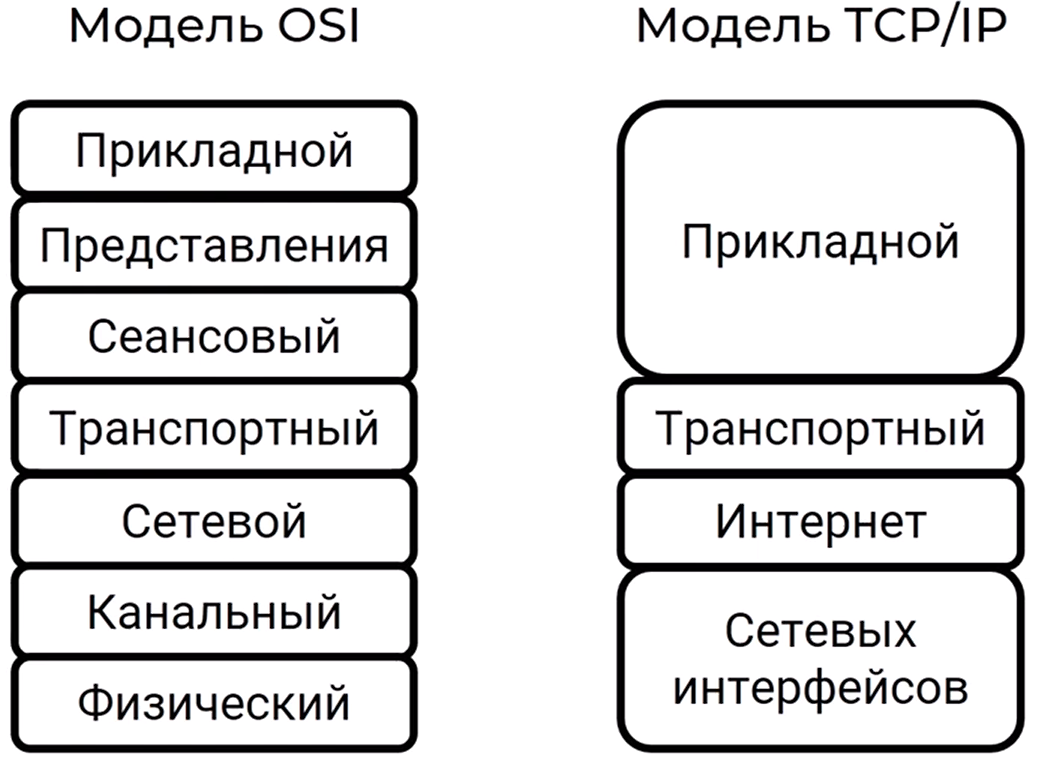 Модель OSI
Прикладной
Представления
Сеансовый
Транспортный
Сетевой
Канальный
Физический
Модель TCP/IP
Прикладной
Транспортный
Интернет
Сетевых
интерфейсов